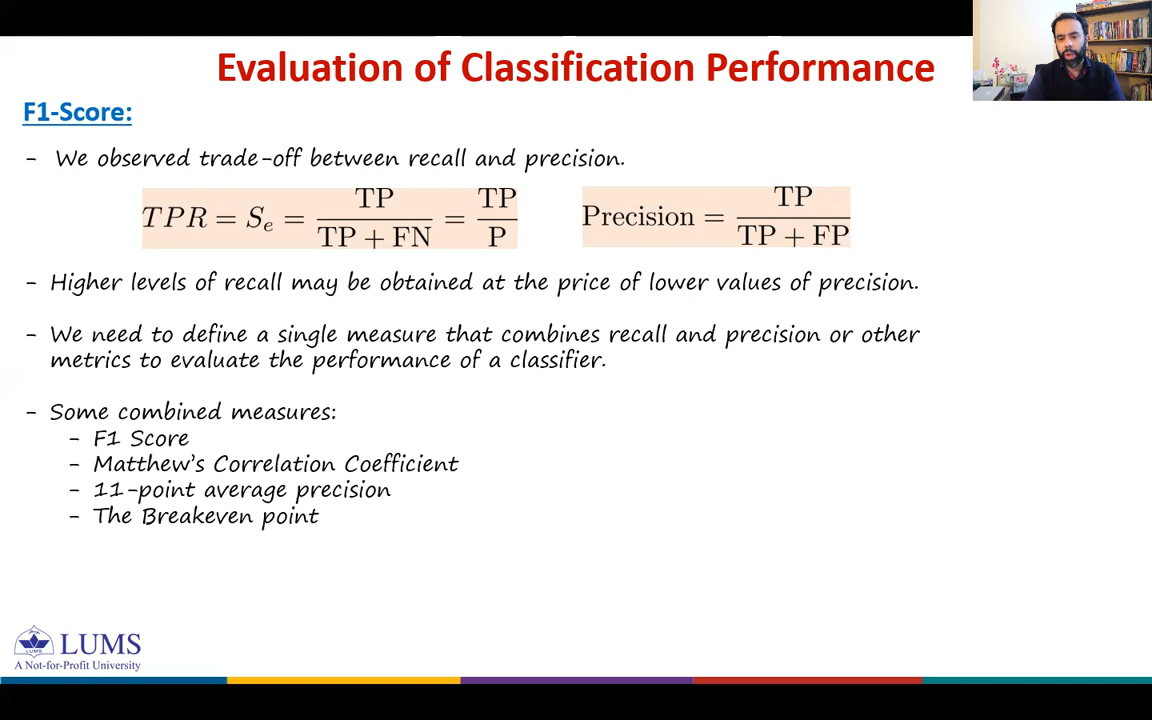 Evaluation of Classification Performance
F1-Score:
- We observed trade-off between recall and precision.
TPR = Se = TP / (TP + FN) = TP / P
Precision = TP / (TP + FP)
- Higher levels of recall may be obtained at the price of lower values of precision.
- We need to define a single measure that combines recall and precision or other
metrics to evaluate the performance of a classifier.
- Some combined measures:
- F1 Score
- Matthew's Correlation Coefficient
- 11-point average precision
- The Breakeven point
LUMS
LUMS
A Not-for-Profit University